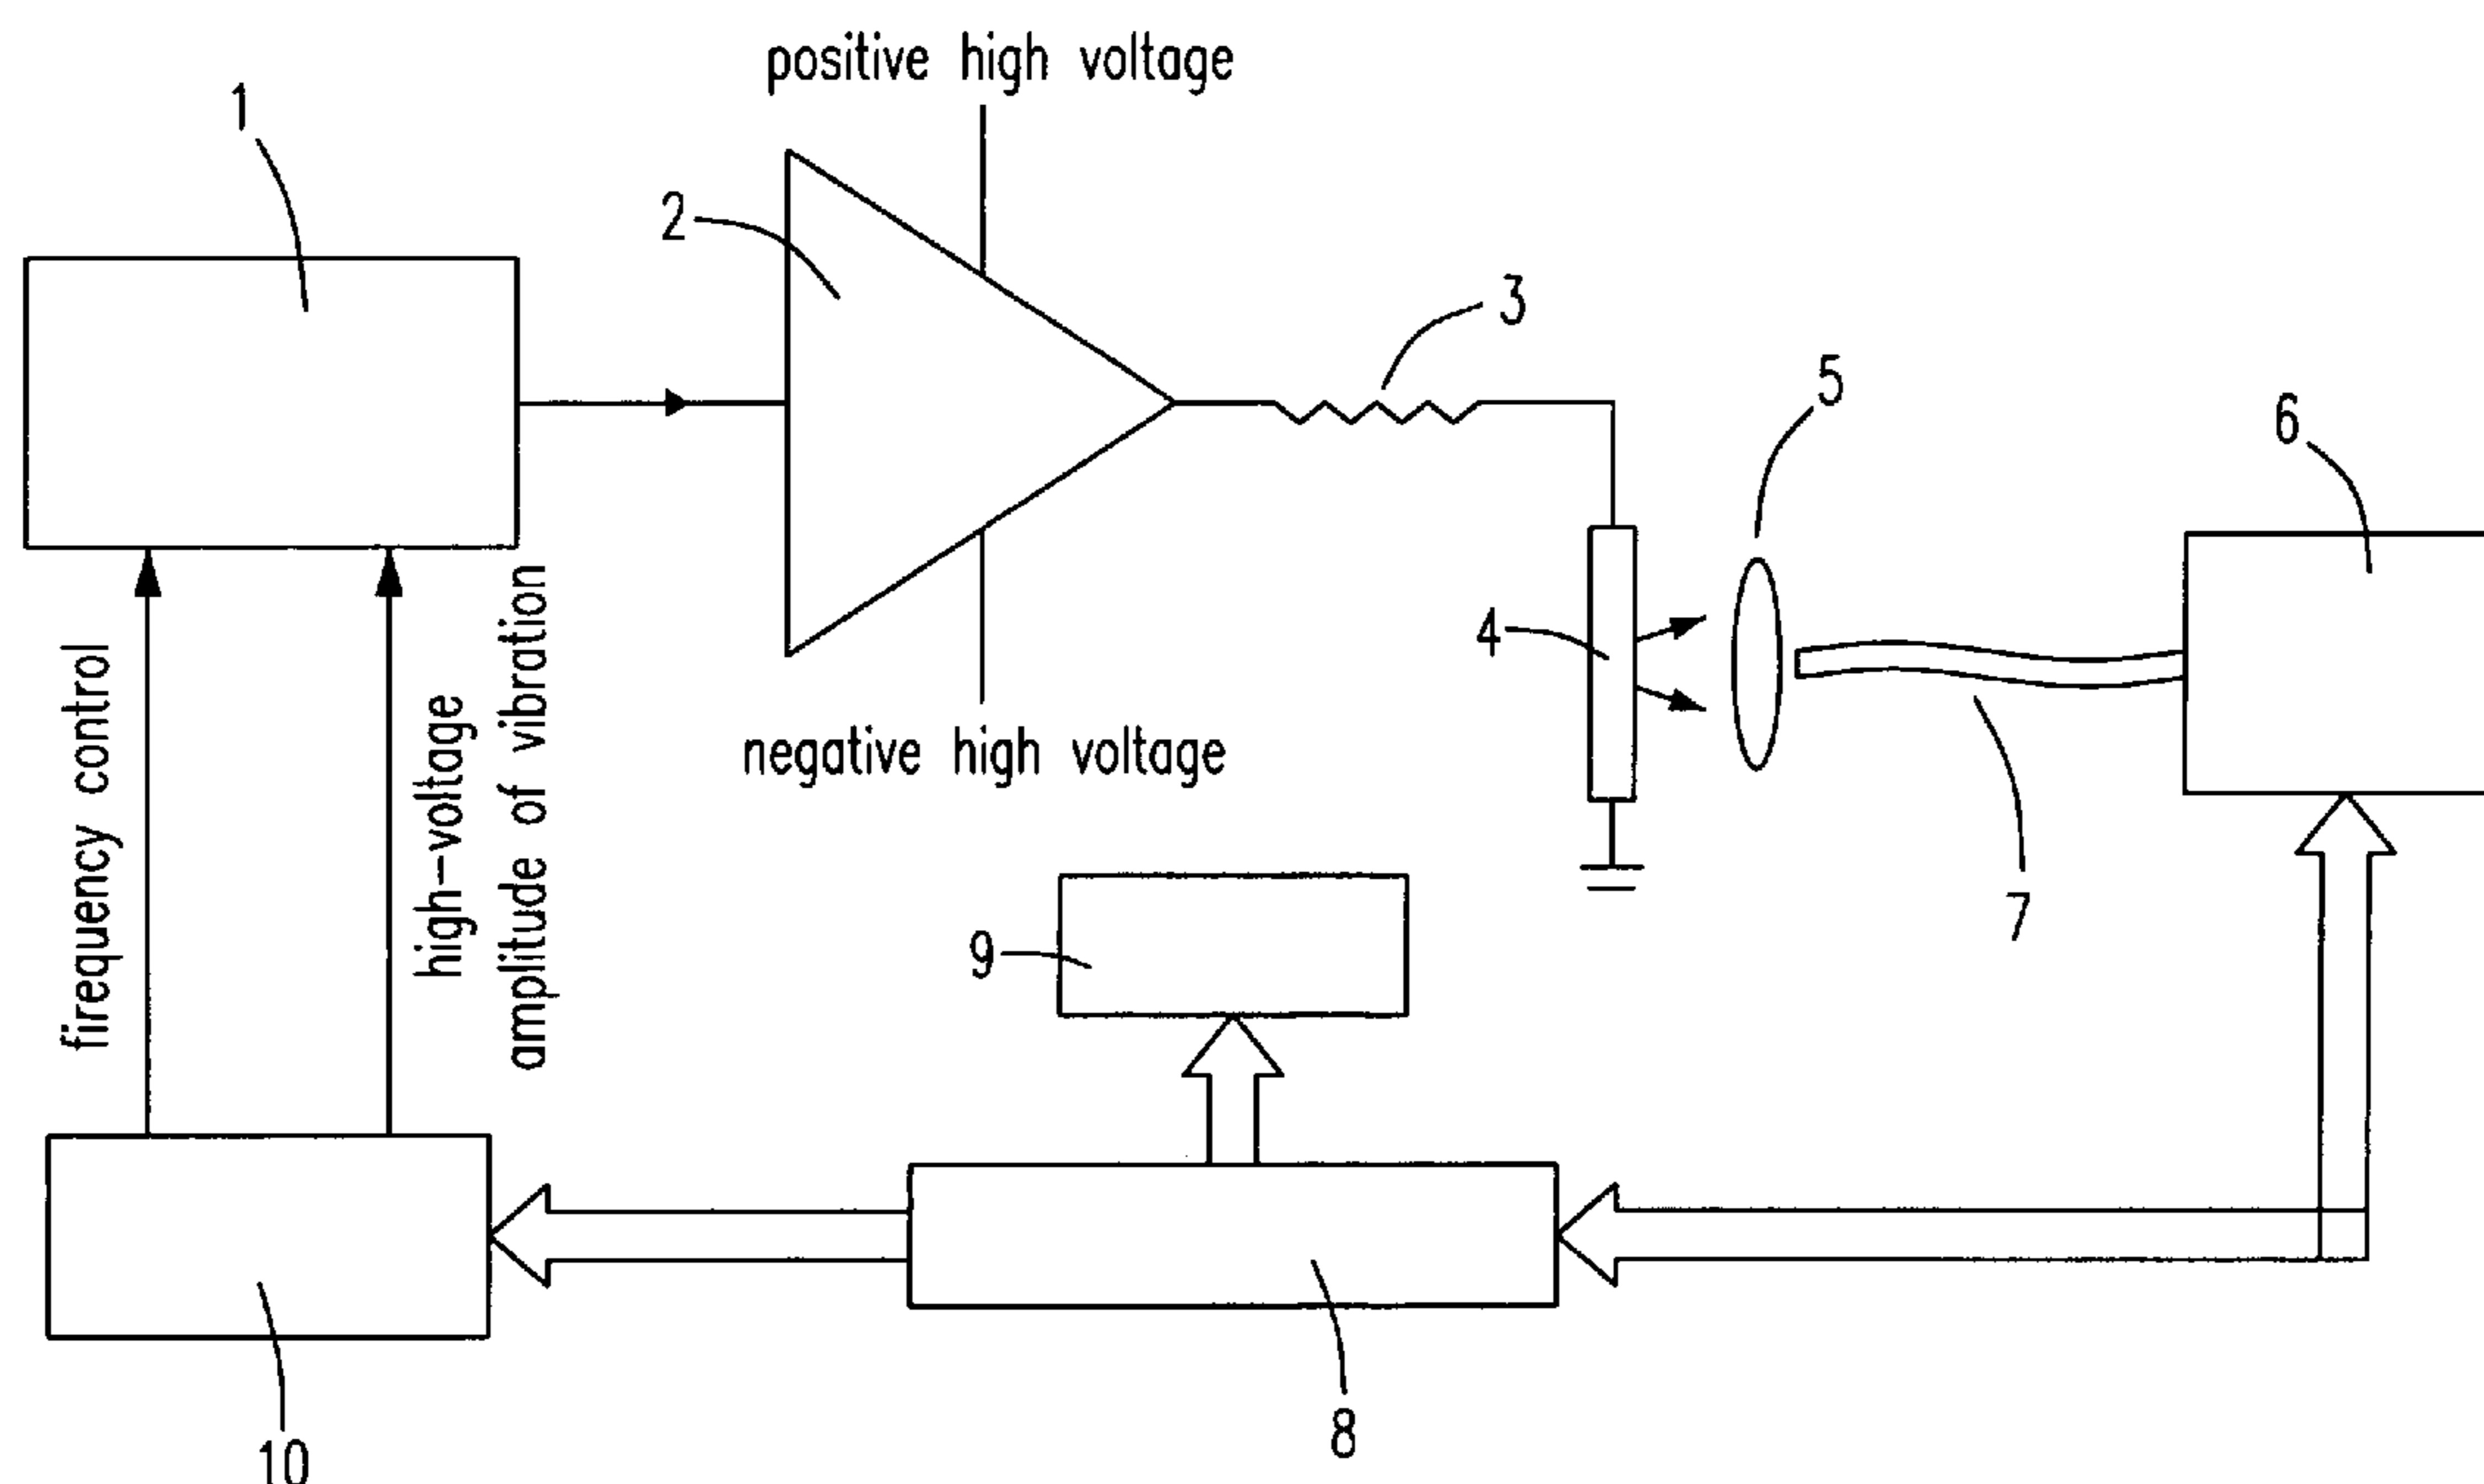 positive high voltage
1
2
3
5
6
4
firequency control
high-voltage
amplitude of vibration
negative high voltage
7
9
8
10